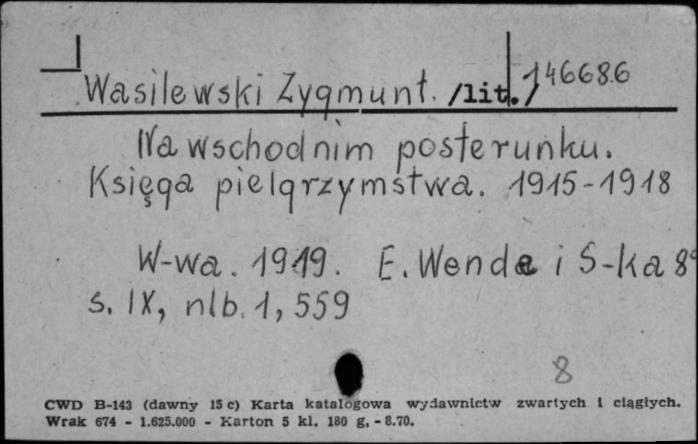 Wasilewski Zygmunt. /lit./ 146686
Na wschodnim posterunku.
Księga pielgrzymstwa. 1915-1918
W-wa. 1919. E. Wende i S-ka 8°
s. IX, nlb. 1, 559
8
CWD B-143 (dawny 15 c) Karta katalogowa wydawnictw zwartych i ciągłych.
Wrak 674 - 1.625.000 - Karton 5 kl. 180 g, - 8.70.